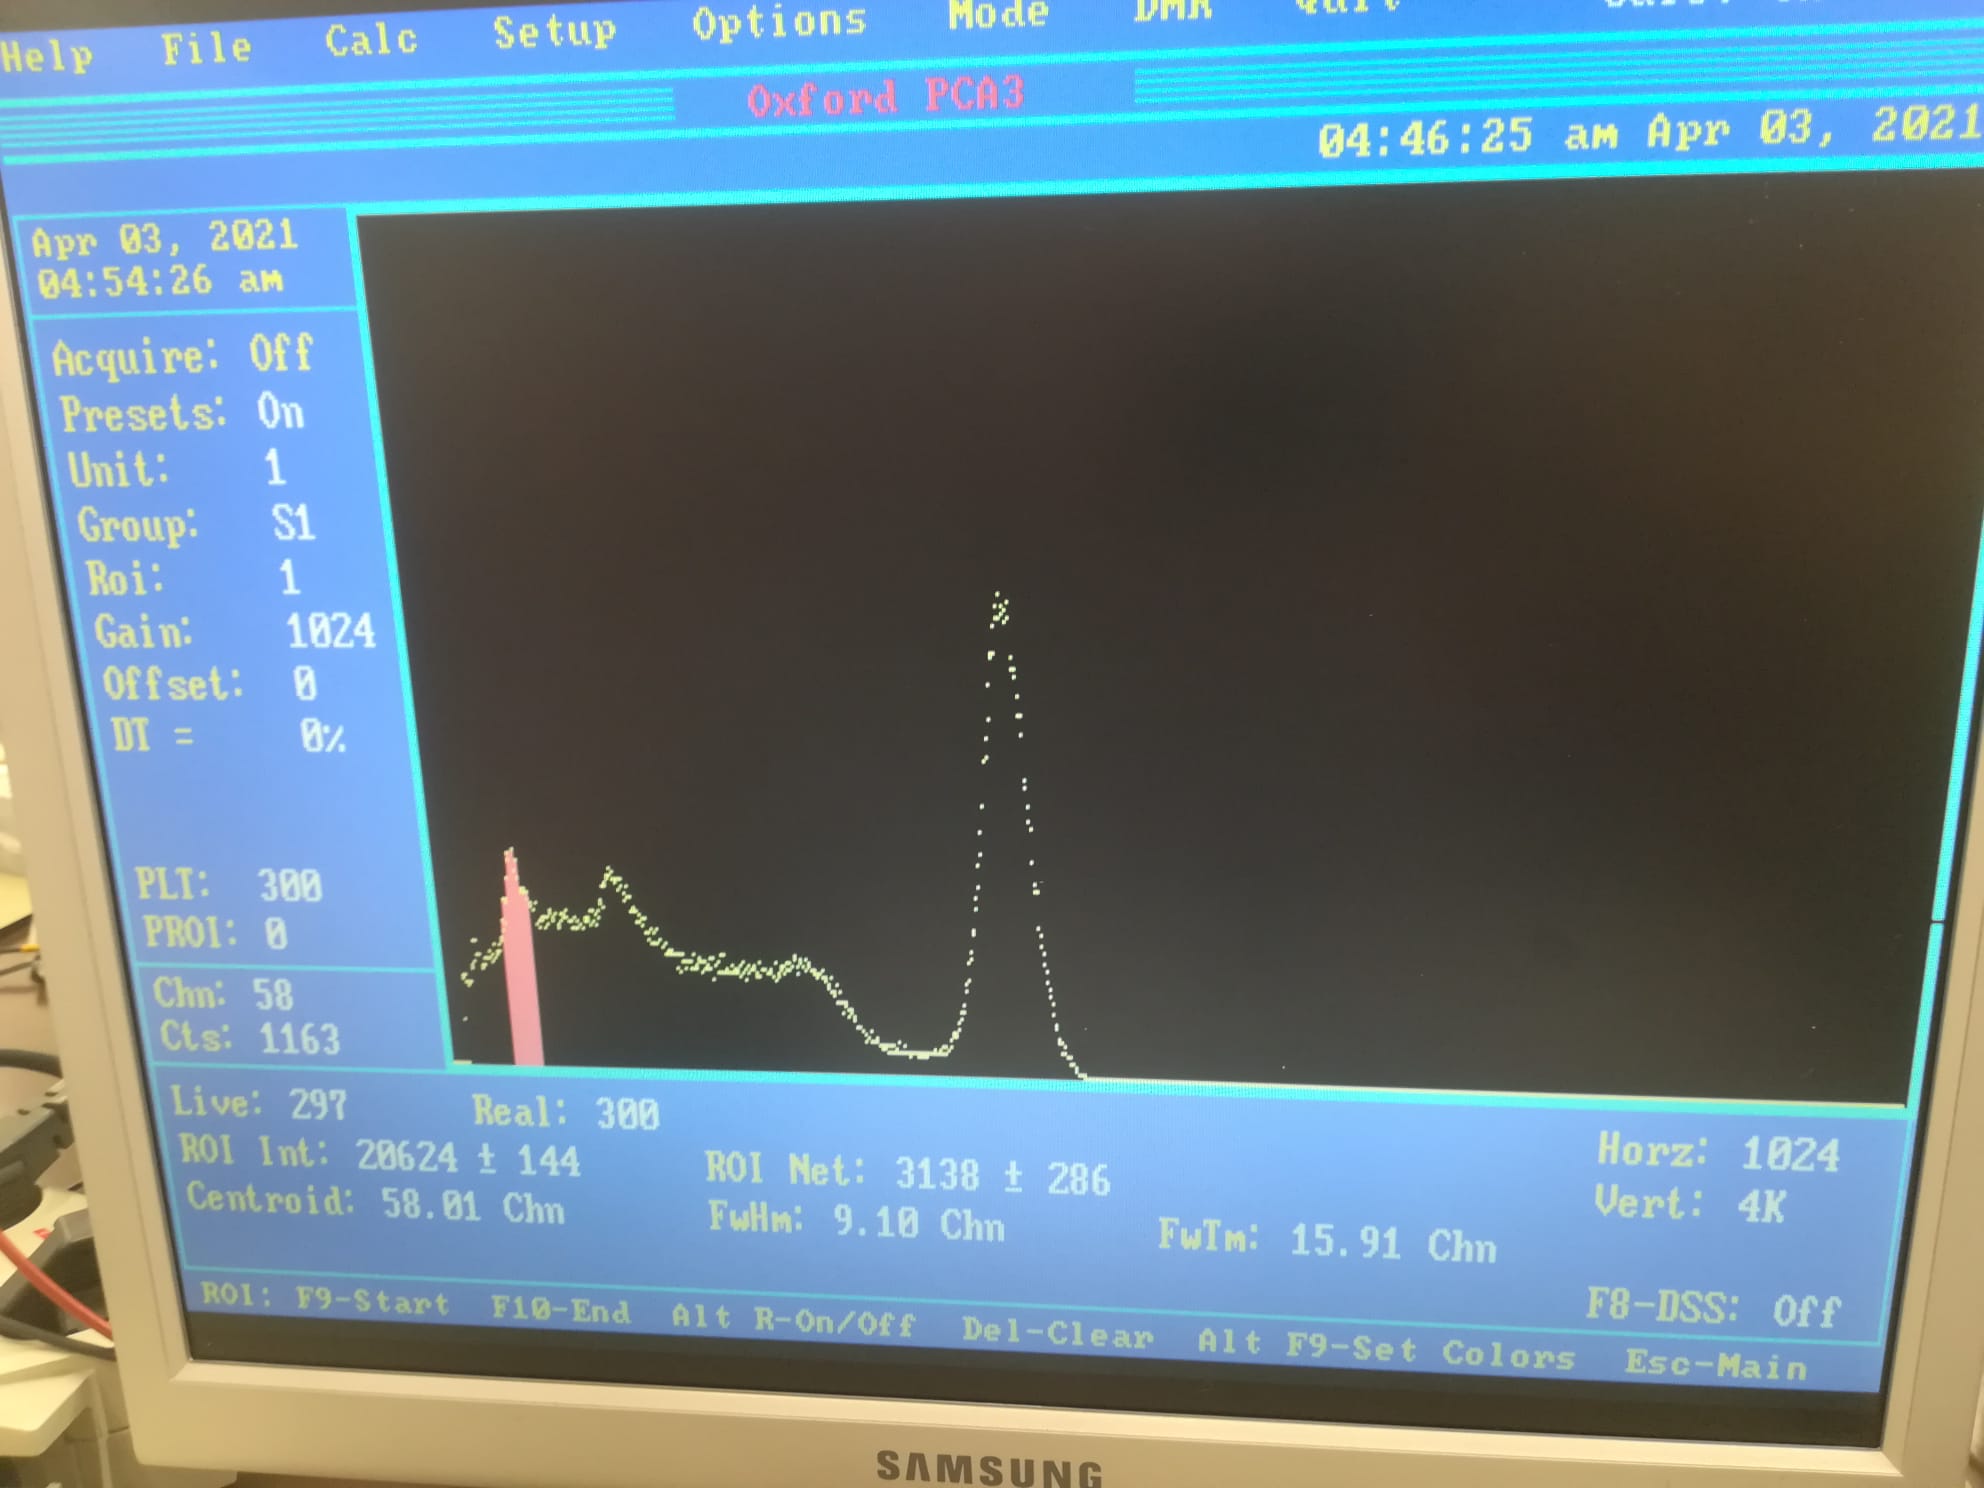 Help File Calc Setup Options Mode DMR Quit
Oxford PCA3
04:46:25 am Apr 03, 2021
Apr 03, 2021
04:54:26 am
Acquire: Off
Presets: On
Unit: 1
Group: S1
Roi: 1
Gain: 1024
Offset: 0
DT = 0%
PLT: 300
PROI: 0
Chn: 58
Cts: 1163
Live: 297 Real: 300
ROI Int: 20624 ± 144 ROI Net: 3138 ± 286 Horz: 1024
Centroid: 58.01 Chn FwHm: 9.10 Chn FwTm: 15.91 Chn Vert: 4K
F8-DSS: Off
ROI: F9-Start F10-End Alt R-On/Off Del-Clear Alt F9-Set Colors Esc-Main
SAMSUNG